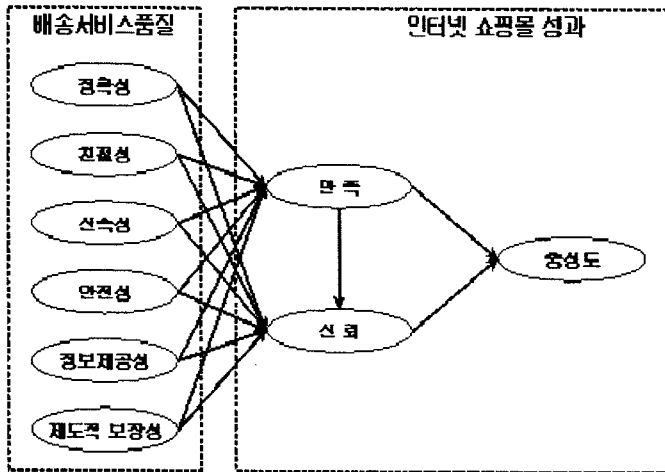 배송서비스품질
인터넷 쇼핑몰 성과
정확성
친절성
신속성
안전성
정보제공성
제도적 보장성
만 족
신 뢰
충성도